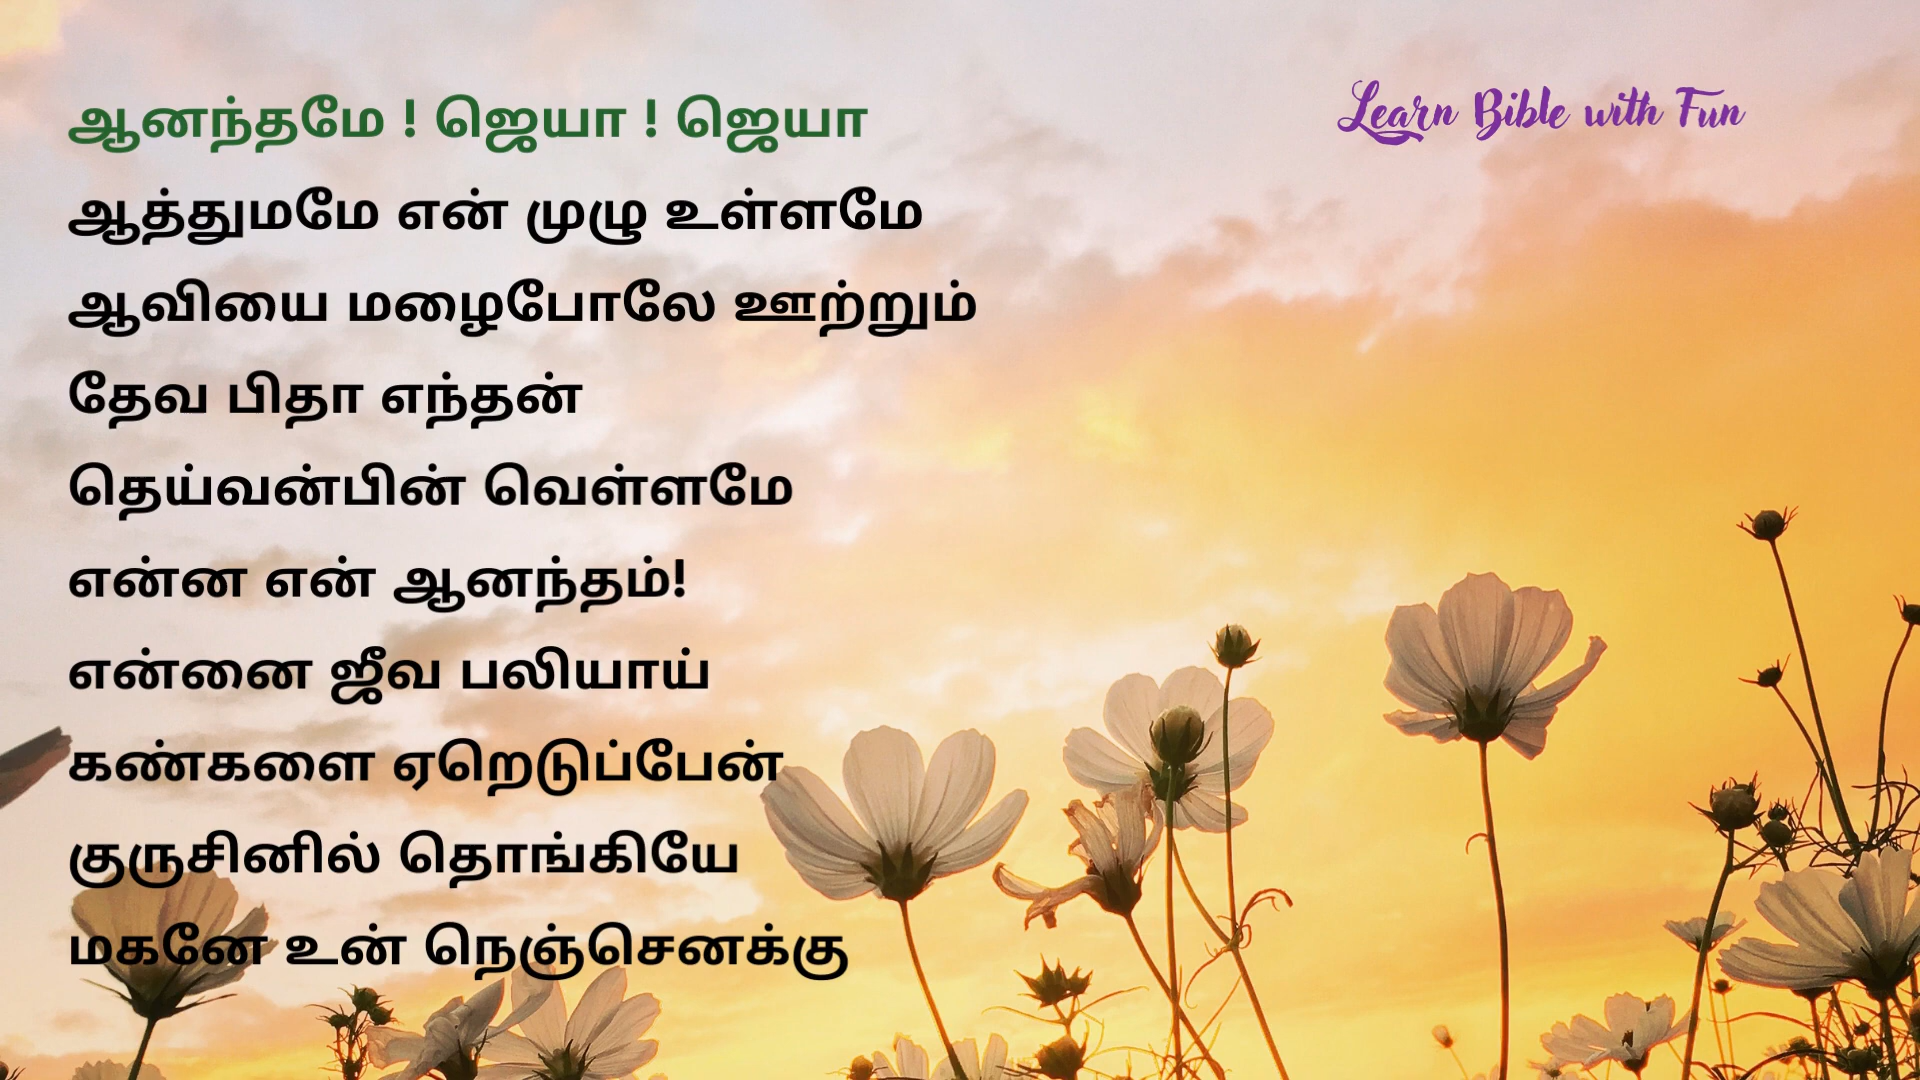 ஆனந்தமே ! ஜெயா ! ஜெயா
Learn Bible with Fun
ஆத்துமமே என் முழு உள்ளமே
ஆவியை மழைபோலே ஊற்றும்
தேவ பிதா எந்தன்
தெய்வன்பின் வெள்ளமே
என்ன என் ஆனந்தம்!
என்னை ஜீவ பலியாய்
கண்களை ஏறெடுப்பேன்
குருசினில் தொங்கியே
மகனே உன் நெஞ்செனக்கு